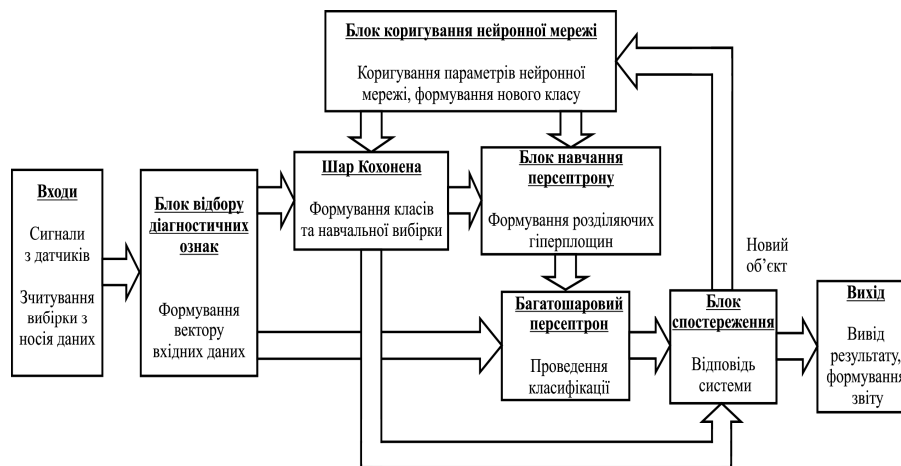 Блок коригування нейронної мережі
Коригування параметрів нейронної
мережі, формування нового класу
Входи
Сигнали
з датчиків
Зчитування
вибірки з
носія даних
Блок відбору
діагностичних
ознак
Формування
вектору
вхідних даних
Шар Кохонена
Формування класів
та навчальної вибірки
Блок навчання
персептрону
Формування розділяючих
гіперплощин
Багатошаровий
персептрон
Проведення
класифікації
Новий
об’єкт
Блок
спостереження
Відповідь
системи
Вихід
Вивід
результату,
формування
звіту